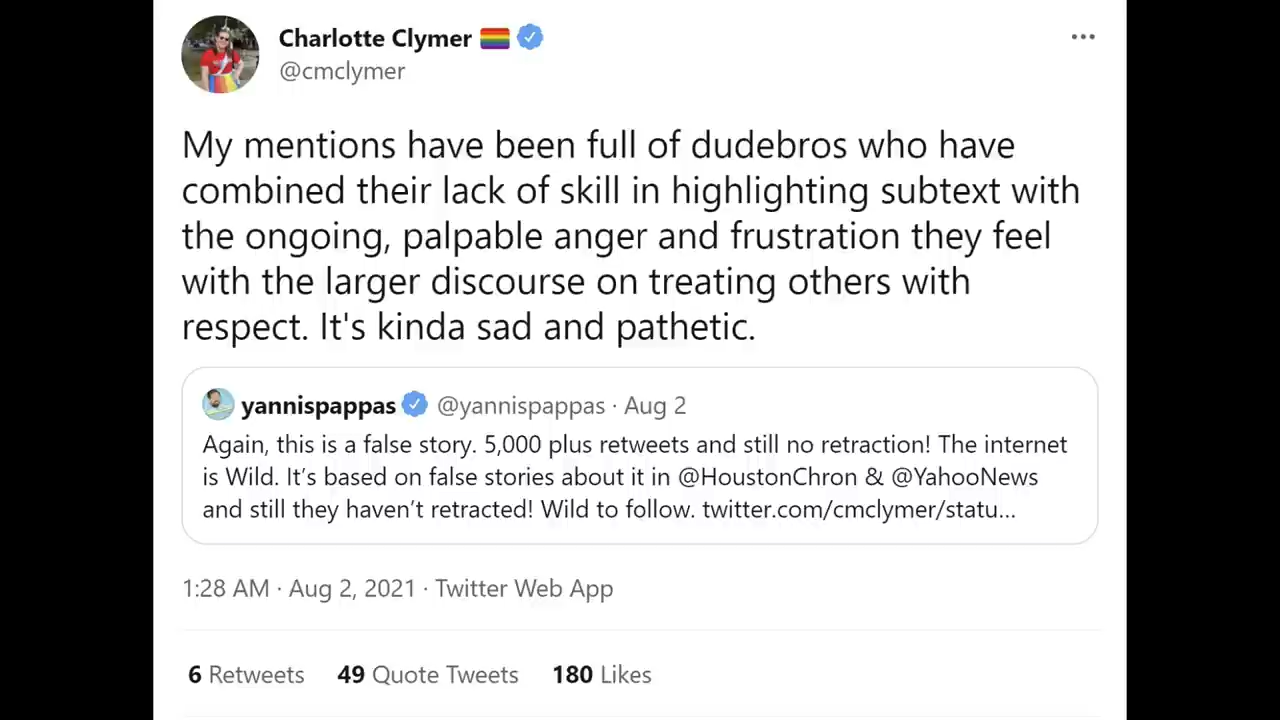 Charlotte Clymer 🏳️‍🌈
@cmclymer
My mentions have been full of dudebros who have
combined their lack of skill in highlighting subtext with
the ongoing, palpable anger and frustration they feel
with the larger discourse on treating others with
respect. It's kinda sad and pathetic.
yannispappas @yannispappas · Aug 2
Again, this is a false story. 5,000 plus retweets and still no retraction! The internet
is Wild. It’s based on false stories about it in @HoustonChron & @YahooNews
and still they haven’t retracted! Wild to follow. twitter.com/cmclymer/statu...
1:28 AM · Aug 2, 2021 · Twitter Web App
6 Retweets 49 Quote Tweets 180 Likes